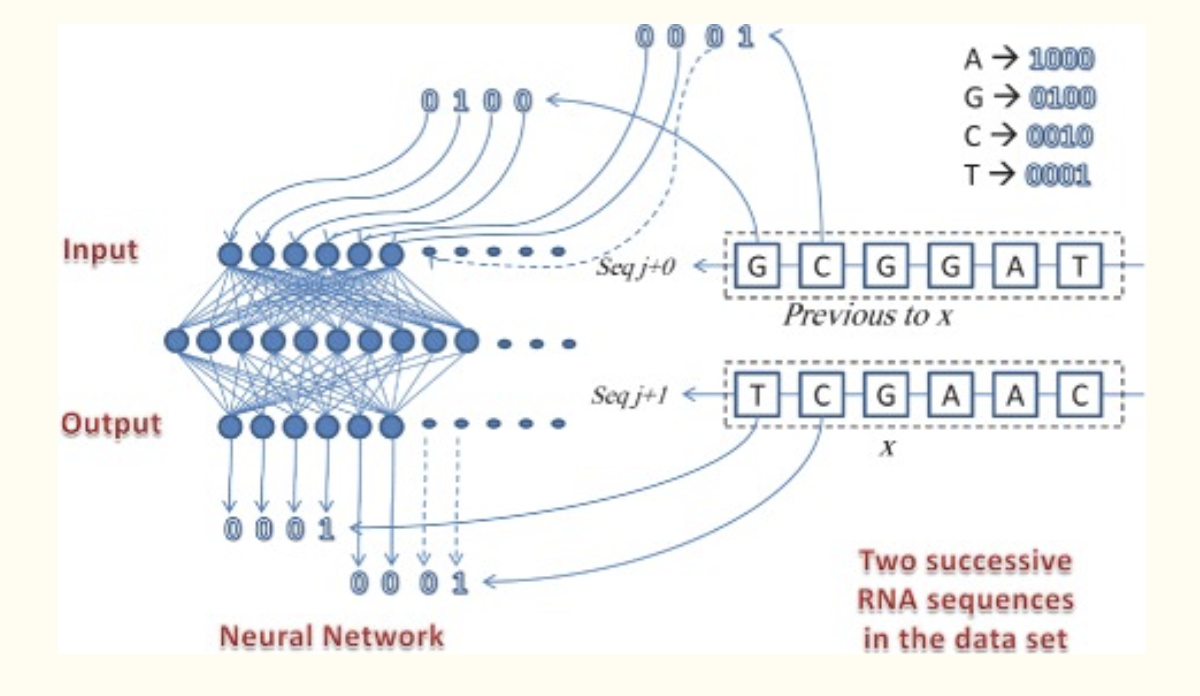 0 0 0 1
A → 1000
G → 0100
C → 0010
T → 0001
0 1 0 0
Input
Seq j+0
G C G G A T
Previous to x
Output
Seq j+1
T C G A A C
x
0 0 0 1
0 0 0 1
Neural Network
Two successive
RNA sequences
in the data set